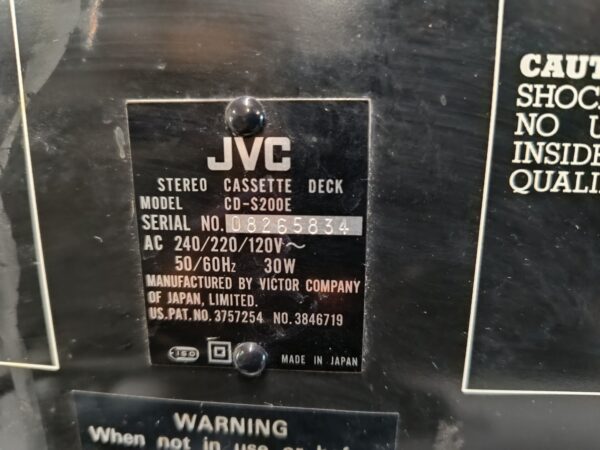 JVC
STEREO CASSETTE DECK
MODEL CD-S200E
SERIAL NO. 08265834
AC 240/220/120V~
50/60Hz 30W
MANUFACTURED BY VICTOR COMPANY
OF JAPAN, LIMITED.
US.PAT.NO.3757254 NO.3846719
ISO
MADE IN JAPAN
WARNING
When not in use or
CAUT
SHOC
NO U
INSIDE
QUALI